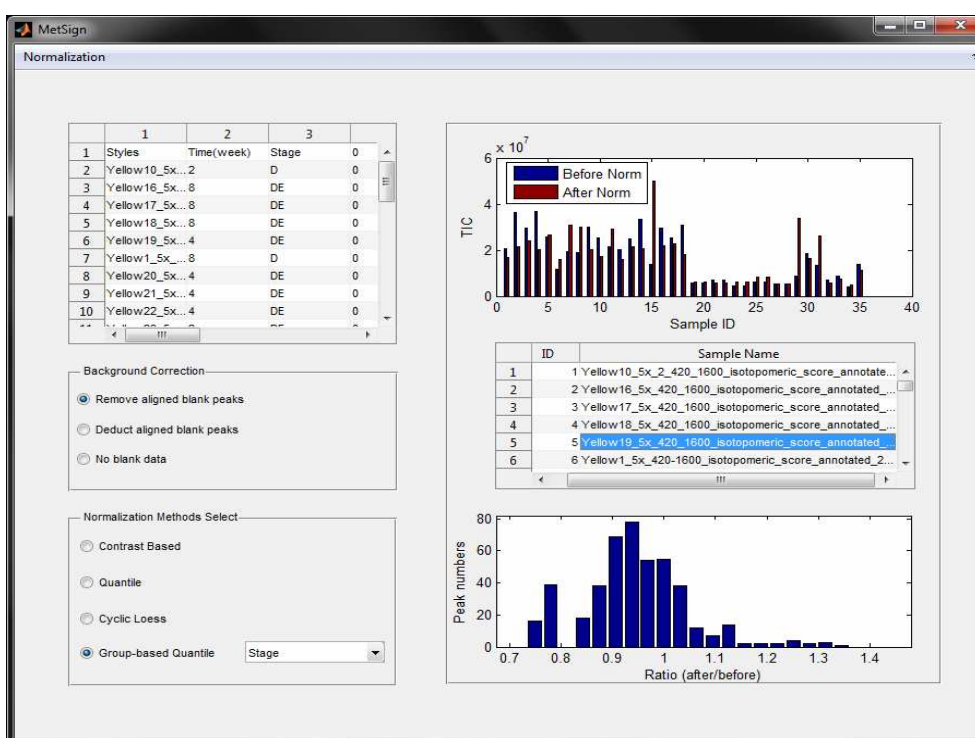 MetSign
Normalization
1 2 3
1 Styles Time(week) Stage 0
2 Yellow10_5x... 2 D 0
3 Yellow16_5x... 8 DE 0
4 Yellow17_5x... 8 DE 0
5 Yellow18_5x... 8 DE 0
6 Yellow19_5x... 4 DE 0
7 Yellow1_5x_... 8 D 0
8 Yellow20_5x... 4 DE 0
9 Yellow21_5x... 4 DE 0
10 Yellow22_5x... 4 DE 0
Background Correction
Remove aligned blank peaks
Deduct aligned blank peaks
No blank data
Normalization Methods Select
Contrast Based
Quantile
Cyclic Loess
Group-based Quantile Stage
x 10^7
Before Norm
After Norm
TIC
6
4
2
0
0 5 10 15 20 25 30 35 40
Sample ID
ID Sample Name
1 1 Yellow10_5x_2_420_1600_isotopomeric_score_annotate...
2 2 Yellow16_5x_420_1600_isotopomeric_score_annotated_...
3 3 Yellow17_5x_420_1600_isotopomeric_score_annotated_...
4 4 Yellow18_5x_420_1600_isotopomeric_score_annotated_...
5 5 Yellow19_5x_420_1600_isotopomeric_score_annotated_...
6 6 Yellow1_5x_420-1600_isotopomeric_score_annotated_2...
Peak numbers
80
60
40
20
0
0.7 0.8 0.9 1 1.1 1.2 1.3 1.4
Ratio (after/before)